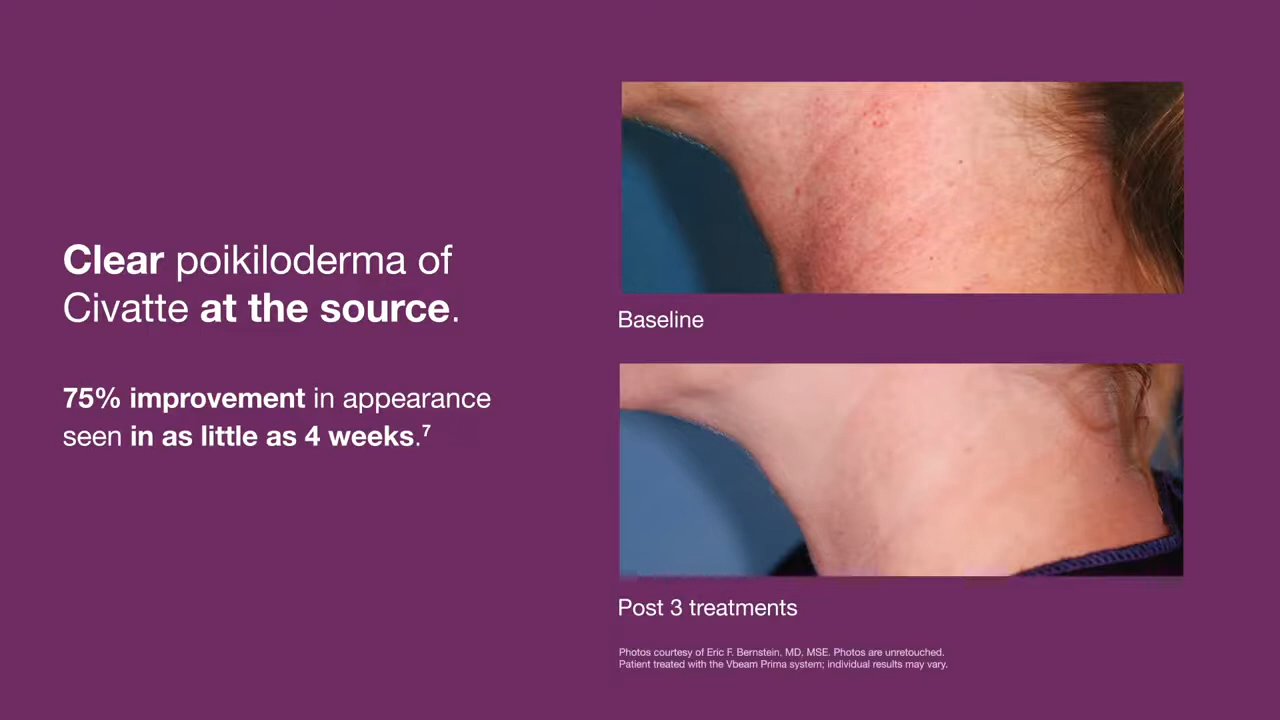 Clear poikiloderma of
Civatte at the source.
75% improvement in appearance
seen in as little as 4 weeks.⁷
Baseline
Post 3 treatments
Photos courtesy of Eric F. Bernstein, MD, MSE. Photos are unretouched.
Patient treated with the Vbeam Prima system; individual results may vary.